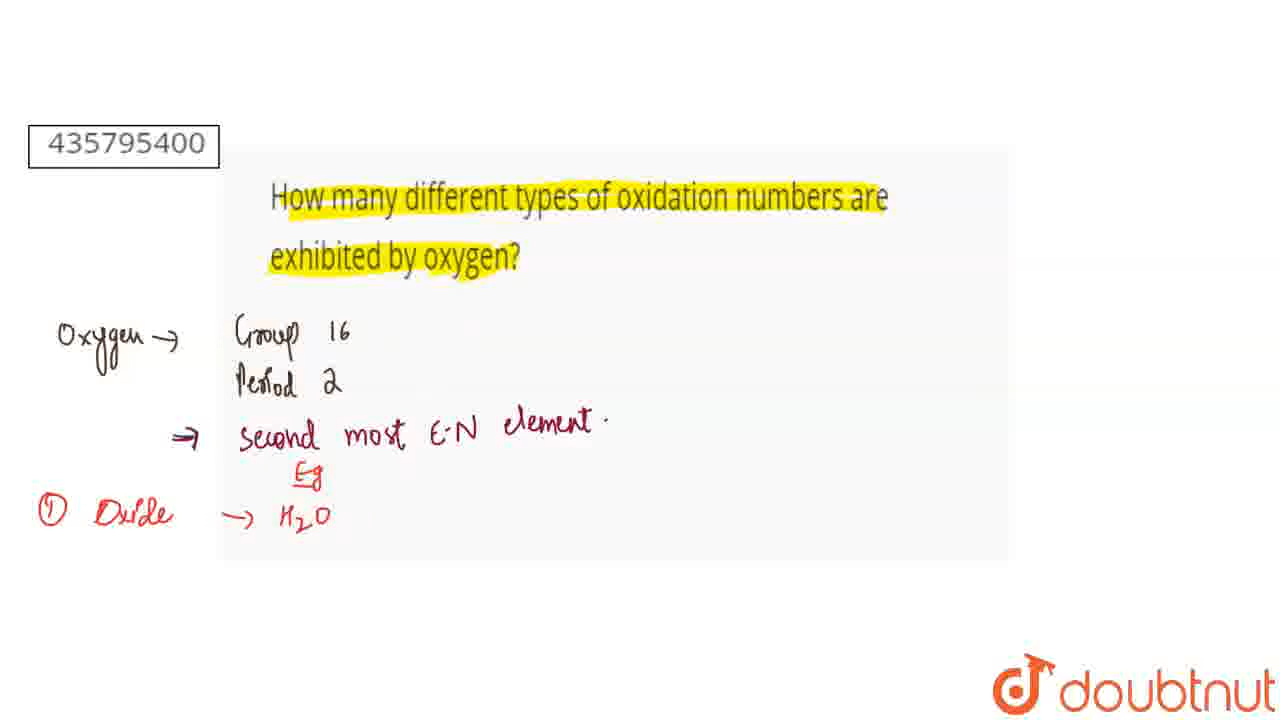 435795400
How many different types of oxidation numbers are
exhibited by oxygen?
Oxygen → Group 16
Period 2
⇒ Second most E-N element.
Eg
① Oxide → H₂O
doubtnut